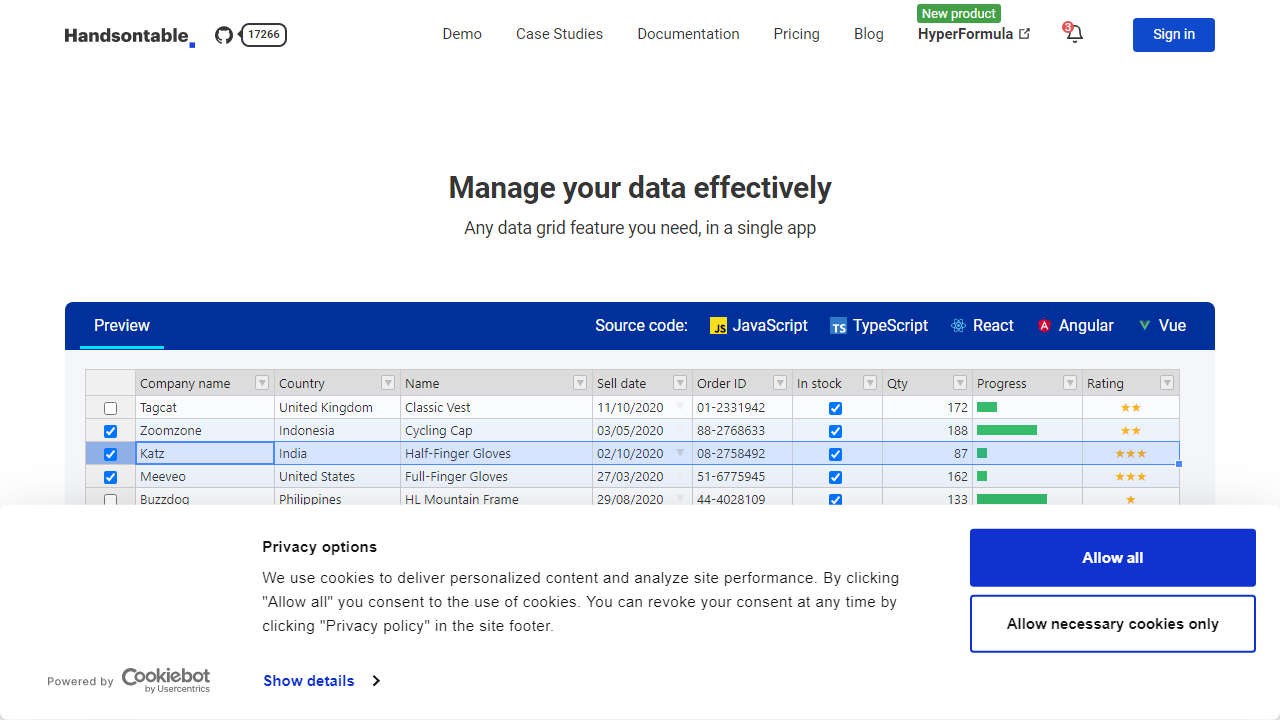 Handsontable
17266
Demo
Case Studies
Documentation
Pricing
Blog
New product
HyperFormula
3
Sign in
Manage your data effectively
Any data grid feature you need, in a single app
Preview
Source code:
JS JavaScript
TS TypeScript
React
A Angular
Vue
Company name Country Name Sell date Order ID In stock Qty Progress Rating
Tagcat United Kingdom Classic Vest 11/10/2020 01-2331942 172 ★★
Zoomzone Indonesia Cycling Cap 03/05/2020 88-2768633 188 ★★
Katz India Half-Finger Gloves 02/10/2020 08-2758492 87 ★★★
Meeveo United States Full-Finger Gloves 27/03/2020 51-6775945 162 ★★★
Buzzdog Philippines HL Mountain Frame 29/08/2020 44-4028109 133 ★
Privacy options
We use cookies to deliver personalized content and analyze site performance. By clicking
"Allow all" you consent to the use of cookies. You can revoke your consent at any time by
clicking "Privacy policy" in the site footer.
Allow all
Allow necessary cookies only
Powered by Cookiebot
by Usercentrics
Show details